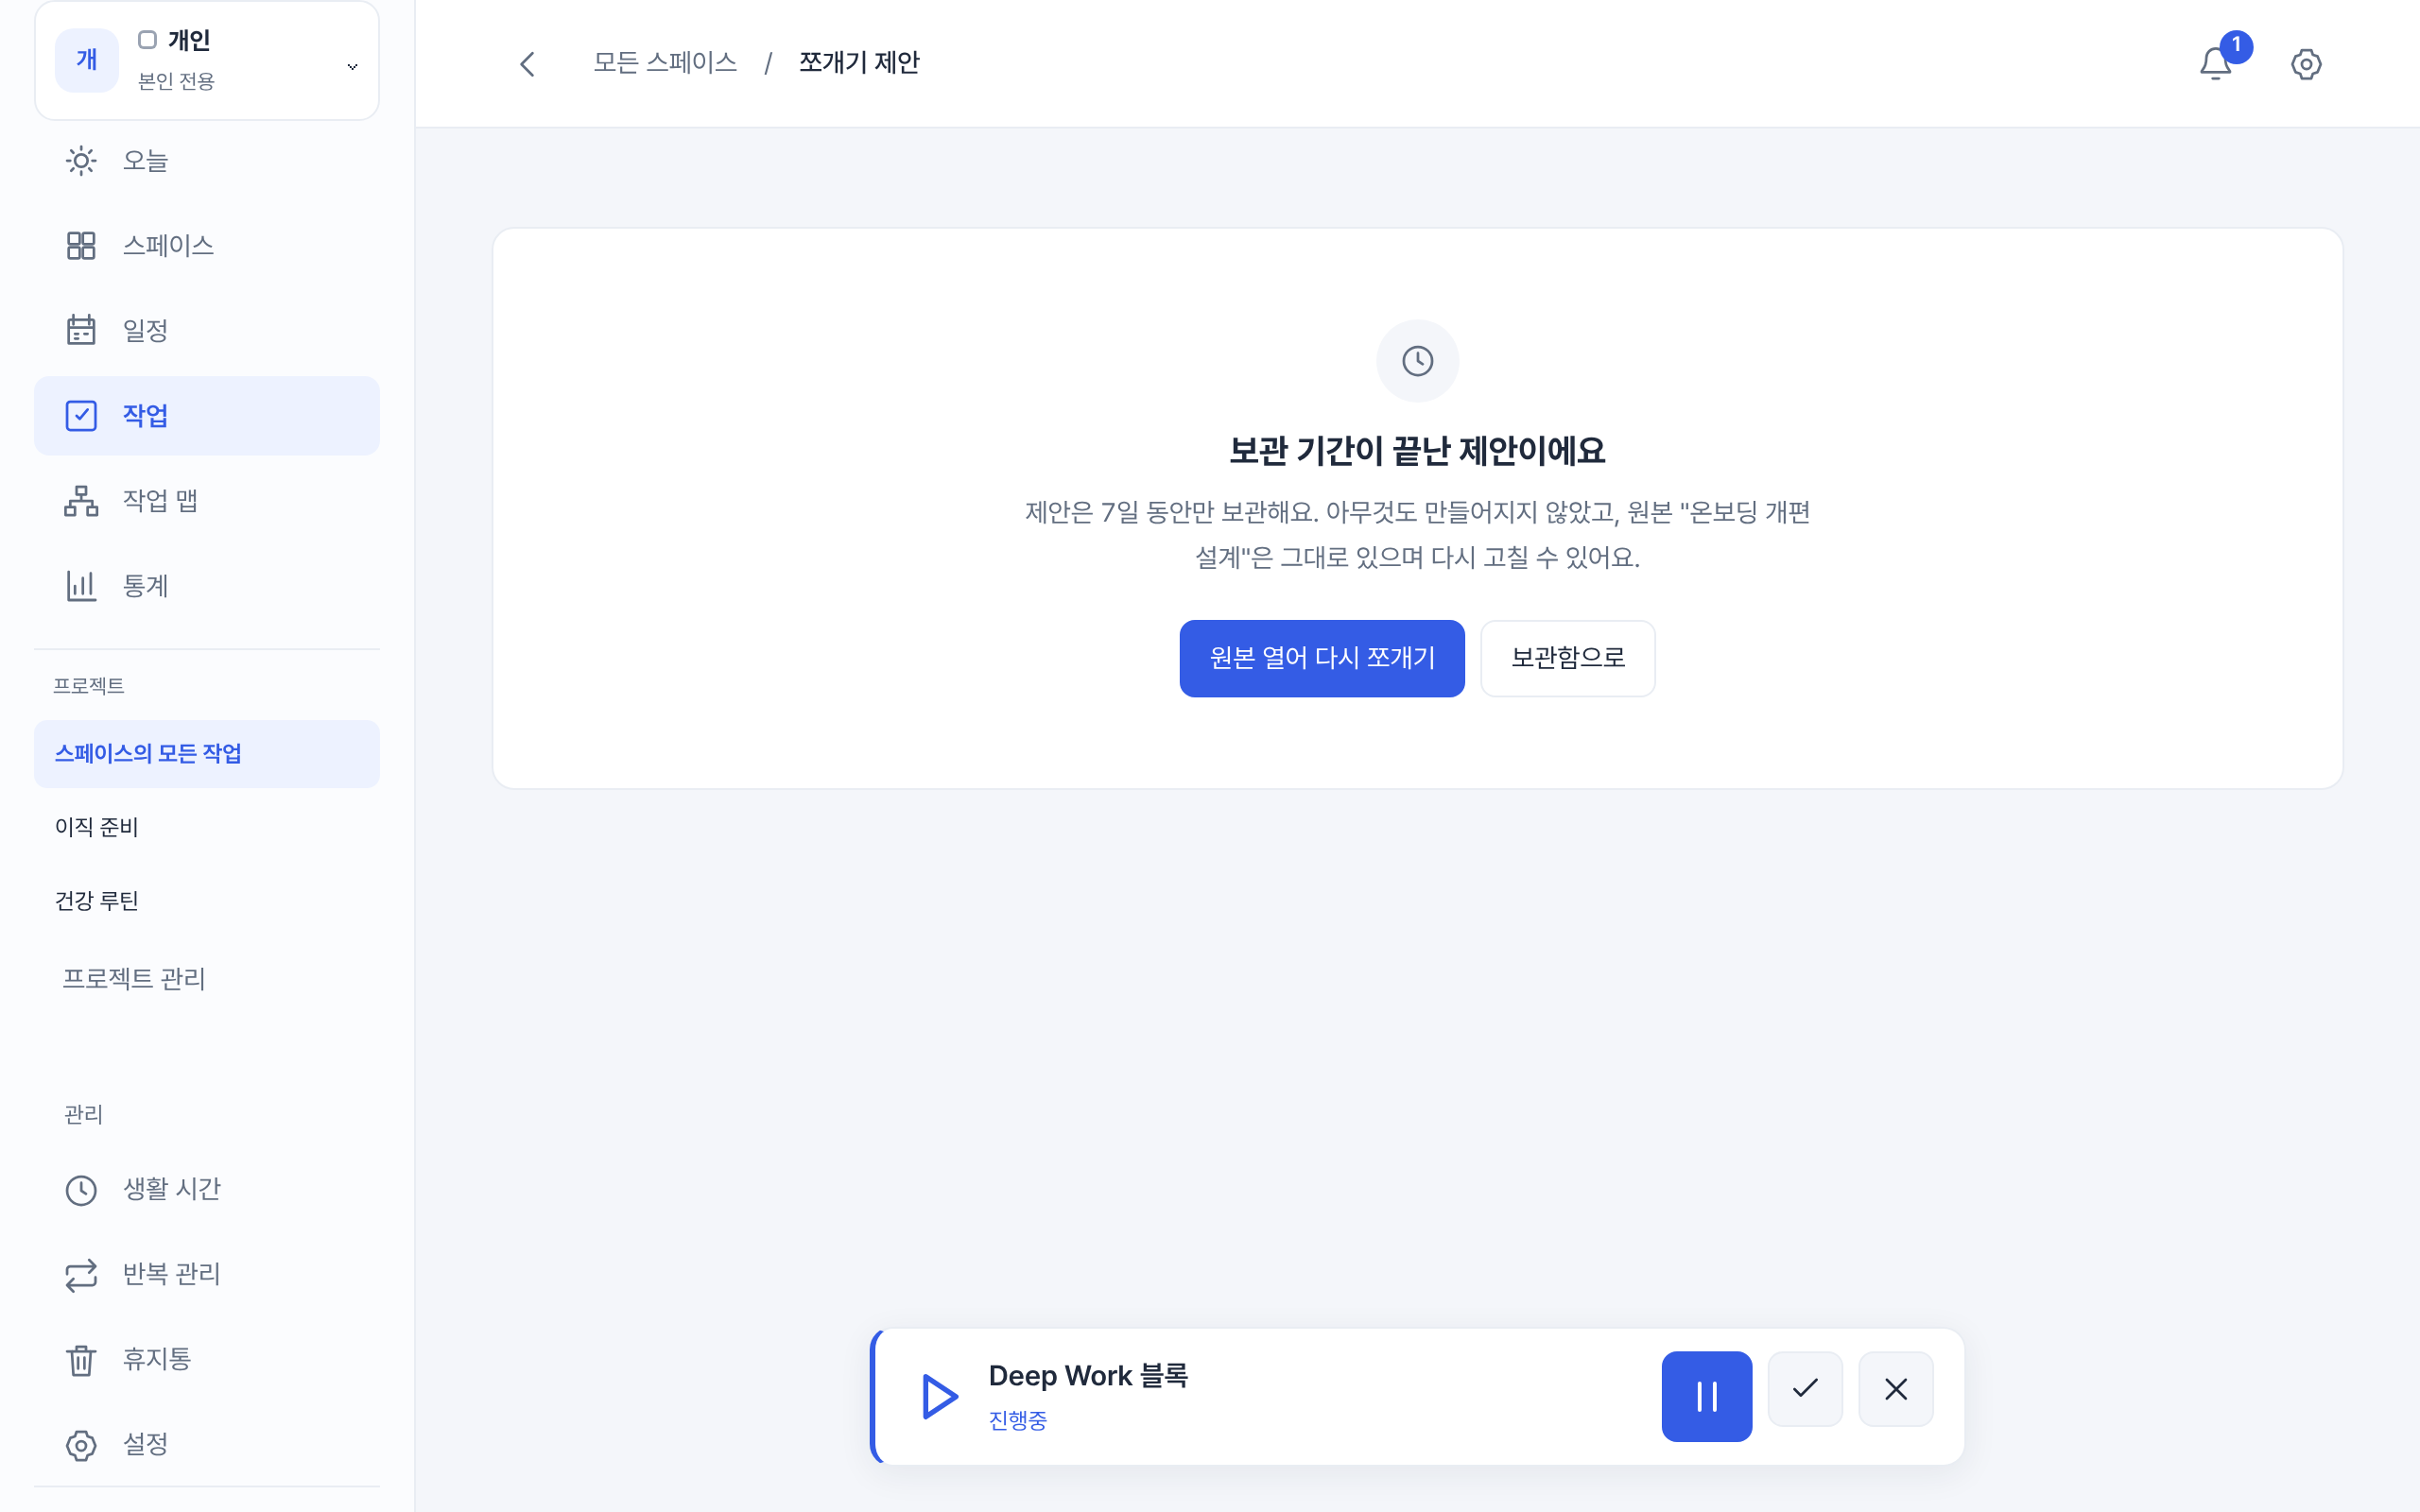 개
개인
본인 전용
오늘
스페이스
일정
작업
작업 맵
통계
프로젝트
스페이스의 모든 작업
이직 준비
건강 루틴
프로젝트 관리
관리
생활 시간
반복 관리
휴지통
설정
모든 스페이스 / 쪼개기 제안
1
보관 기간이 끝난 제안이에요
제안은 7일 동안만 보관해요. 아무것도 만들어지지 않았고, 원본 "온보딩 개편
설계"은 그대로 있으며 다시 고칠 수 있어요.
원본 열어 다시 쪼개기
보관함으로
Deep Work 블록
진행중